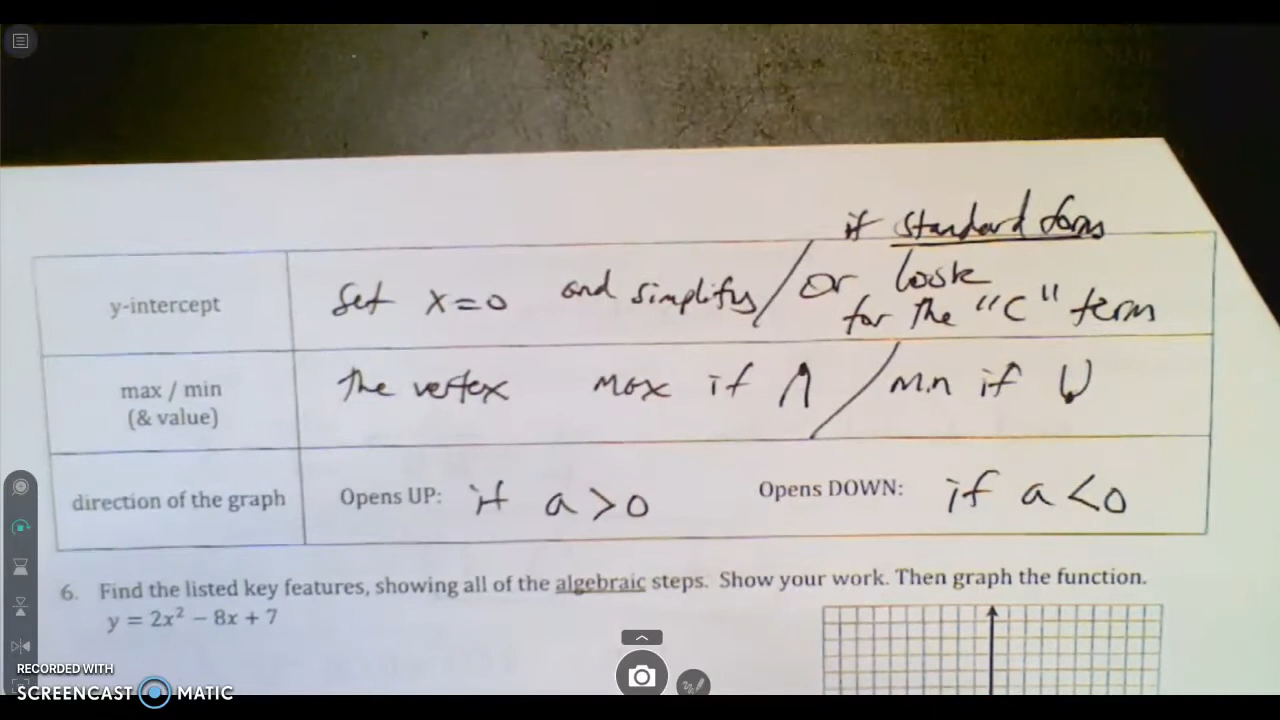 if standard form
y-intercept Set x=0 and simplify / or look for the "C" term
max / min
(& value) The vertex max if / min if
direction of the graph Opens UP: if a > 0 Opens DOWN: if a < 0
6. Find the listed key features, showing all of the algebraic steps. Show your work. Then graph the function.
y = 2x² − 8x + 7
RECORDED WITH
SCREENCAST MATIC